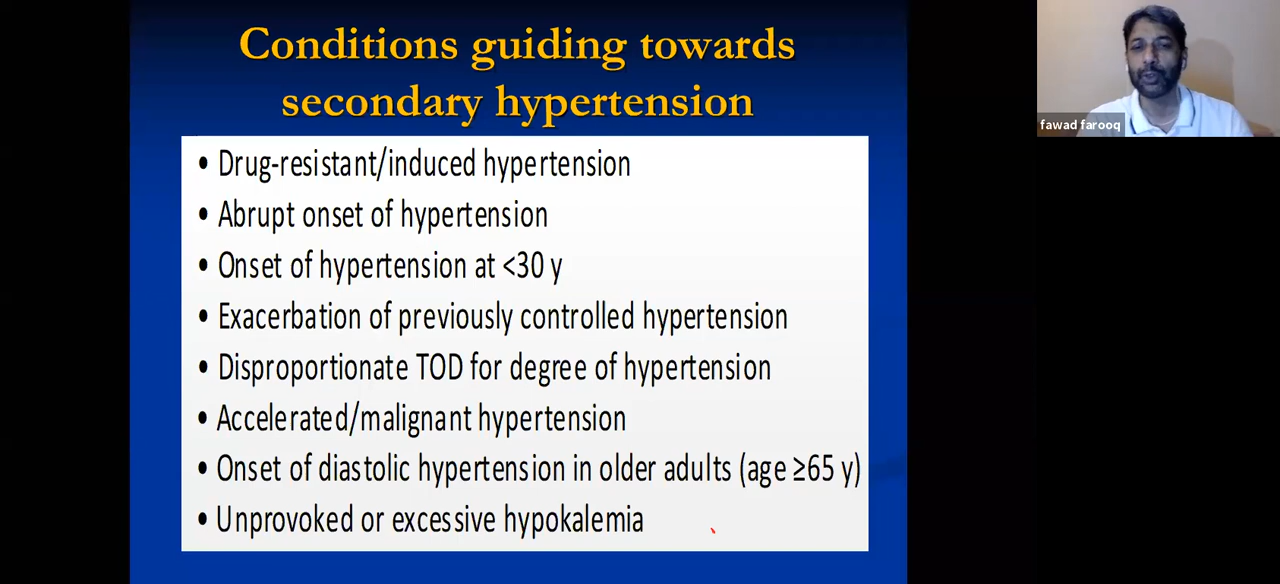 Conditions guiding towards
secondary hypertension
• Drug-resistant/induced hypertension
• Abrupt onset of hypertension
• Onset of hypertension at <30 y
• Exacerbation of previously controlled hypertension
• Disproportionate TOD for degree of hypertension
• Accelerated/malignant hypertension
• Onset of diastolic hypertension in older adults (age ≥65 y)
• Unprovoked or excessive hypokalemia
fawad farooq